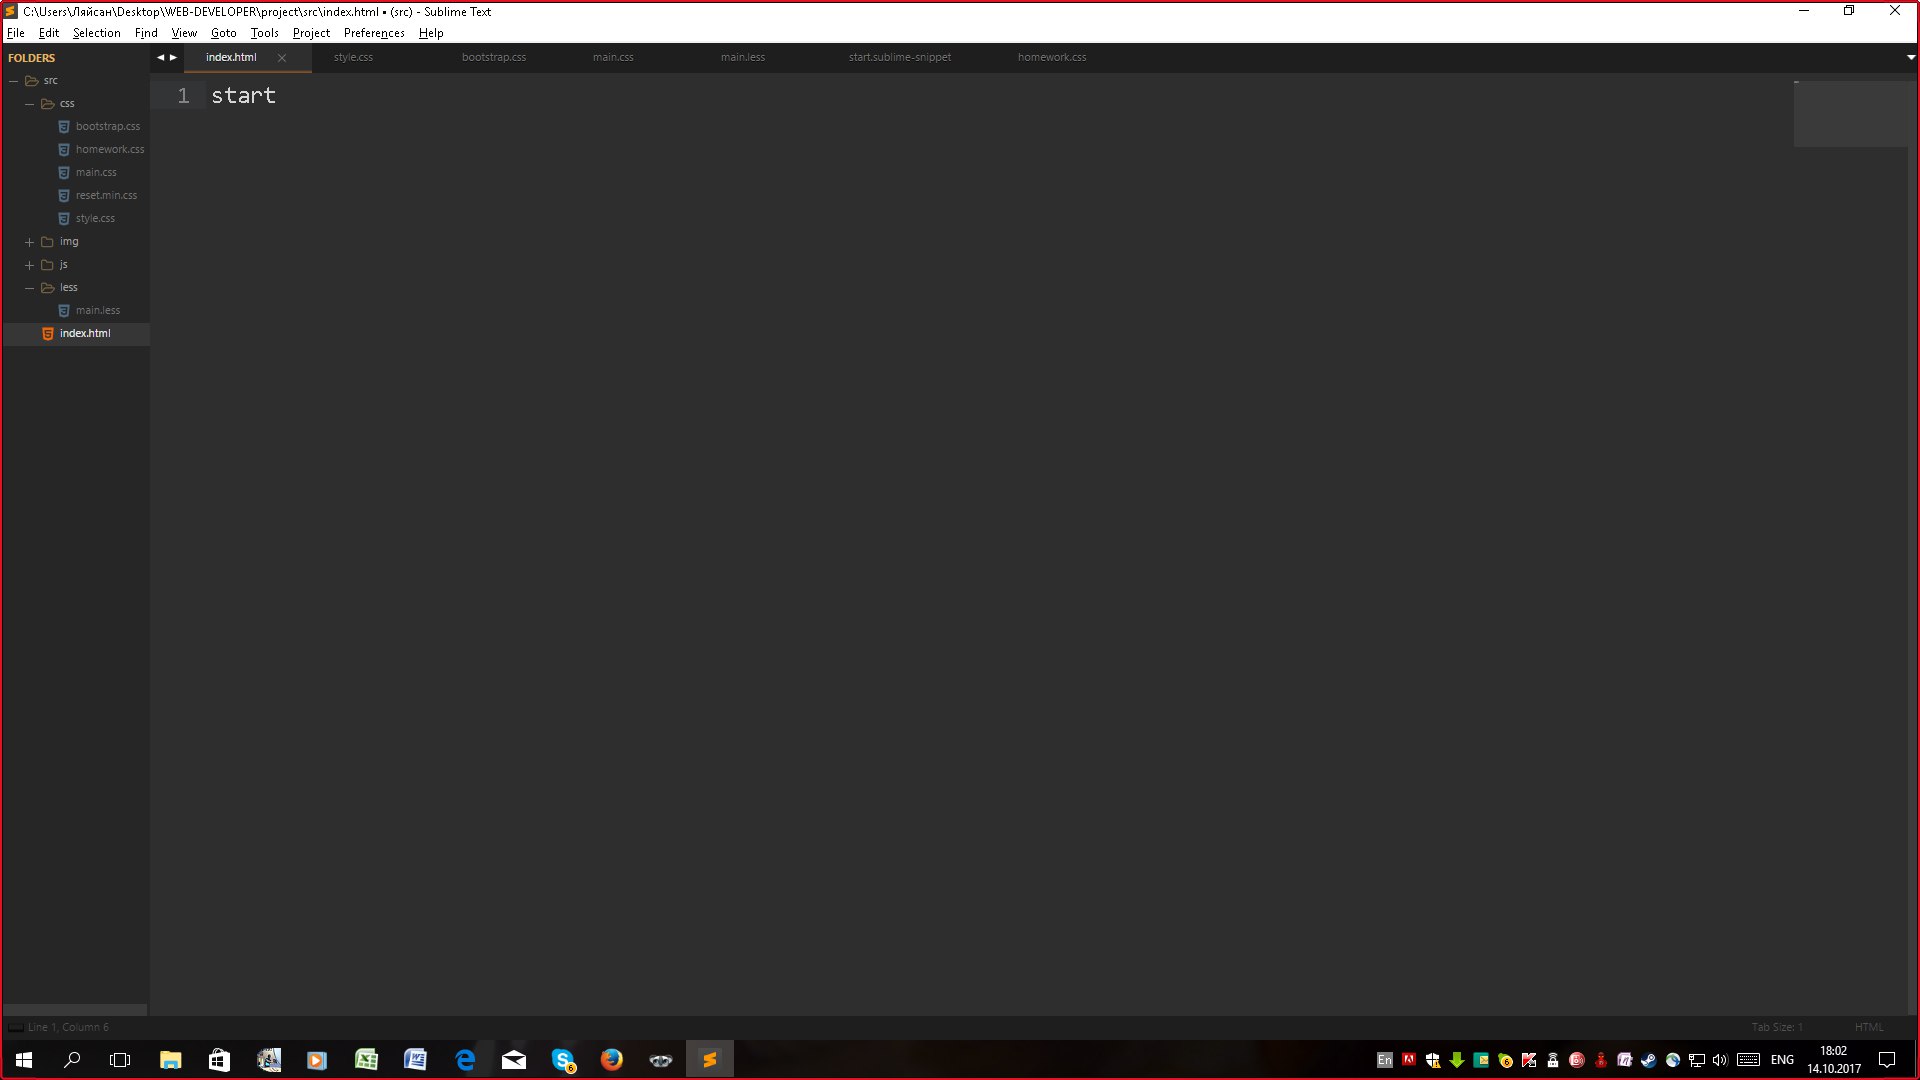 C:\Users\Ляйсан\Desktop\WEB-DEVELOPER\project\src\index.html • (src) - Sublime Text
File Edit Selection Find View Goto Tools Project Preferences Help
FOLDERS
index.html style.css bootstrap.css main.css main.less start.sublime-snippet homework.css
src
css
bootstrap.css
homework.css
main.css
reset.min.css
style.css
img
js
less
main.less
index.html
1 start
Line 1, Column 6
Tab Size: 1 HTML
En
ENG
18:02
14.10.2017